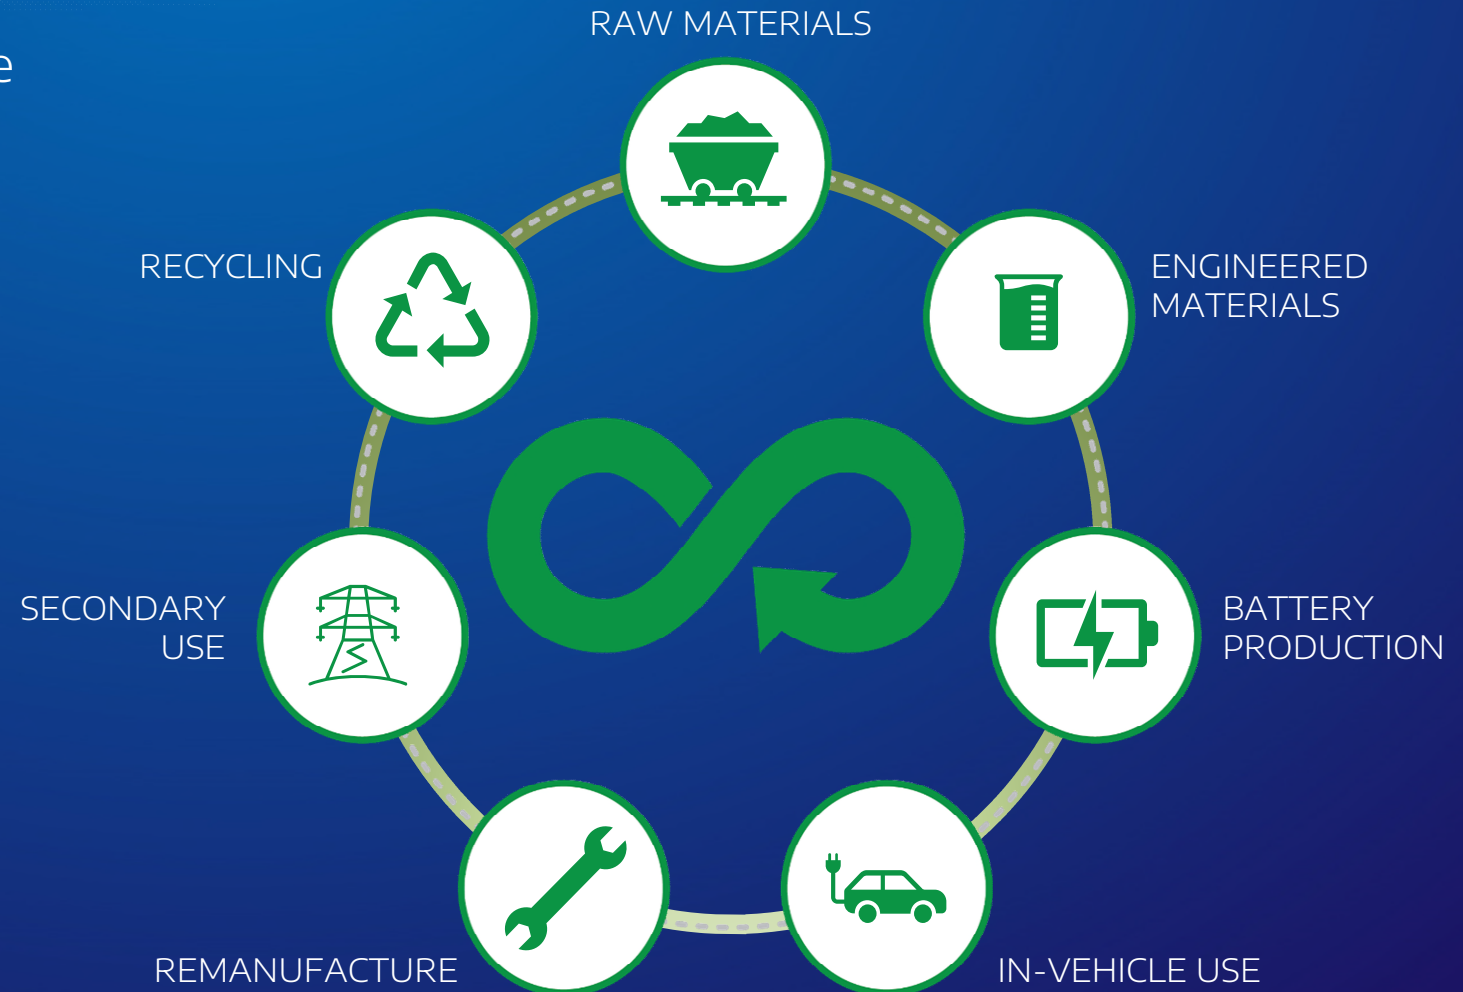 RAW MATERIALS
e
RECYCLING
ENGINEERED
MATERIALS
SECONDARY
USE
BATTERY
PRODUCTION
REMANUFACTURE
IN-VEHICLE USE